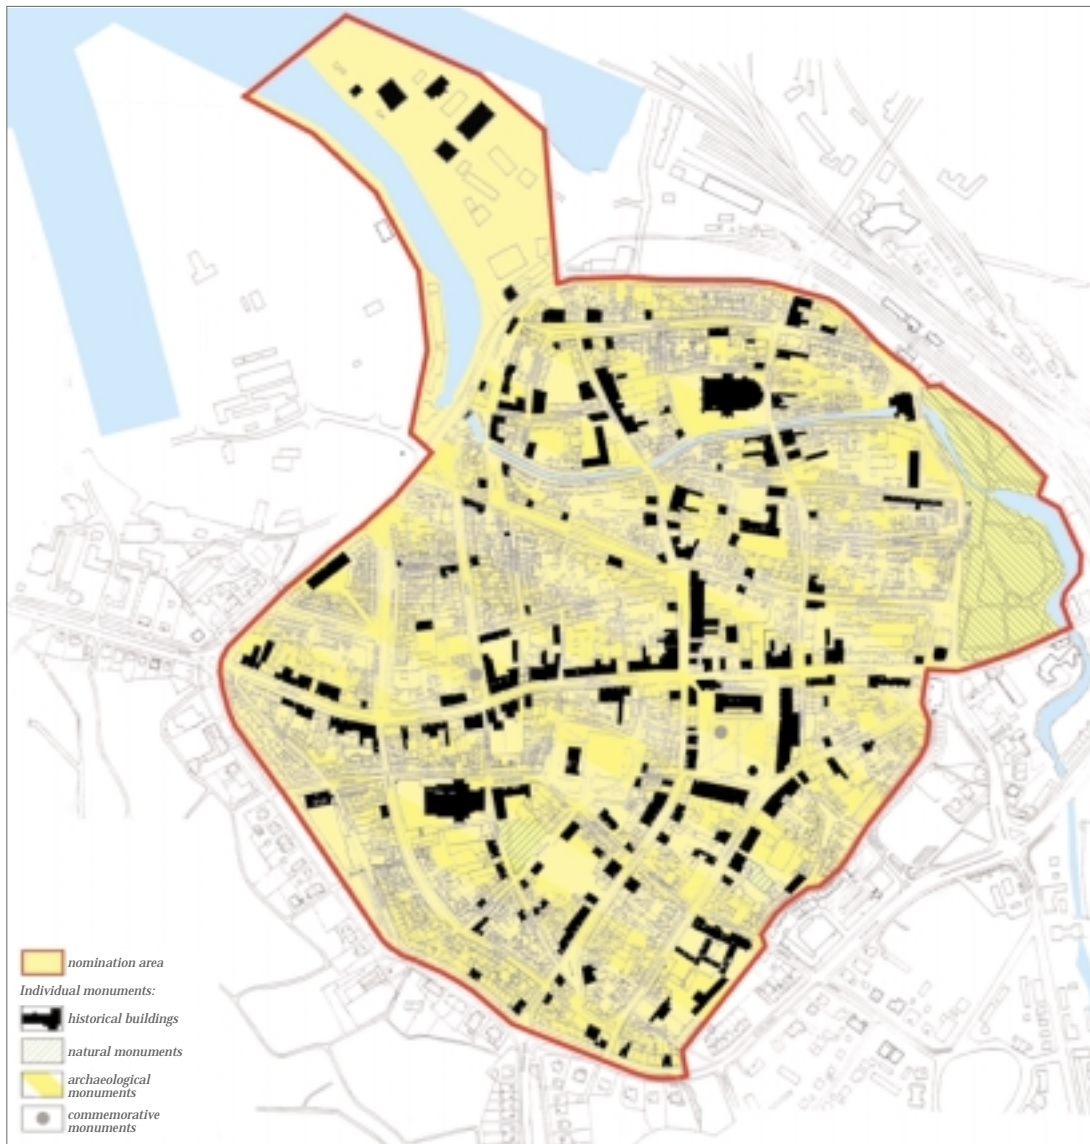 nomination area
Individual monuments:
historical buildings
natural monuments
archaeological
monuments
commemorative
monuments